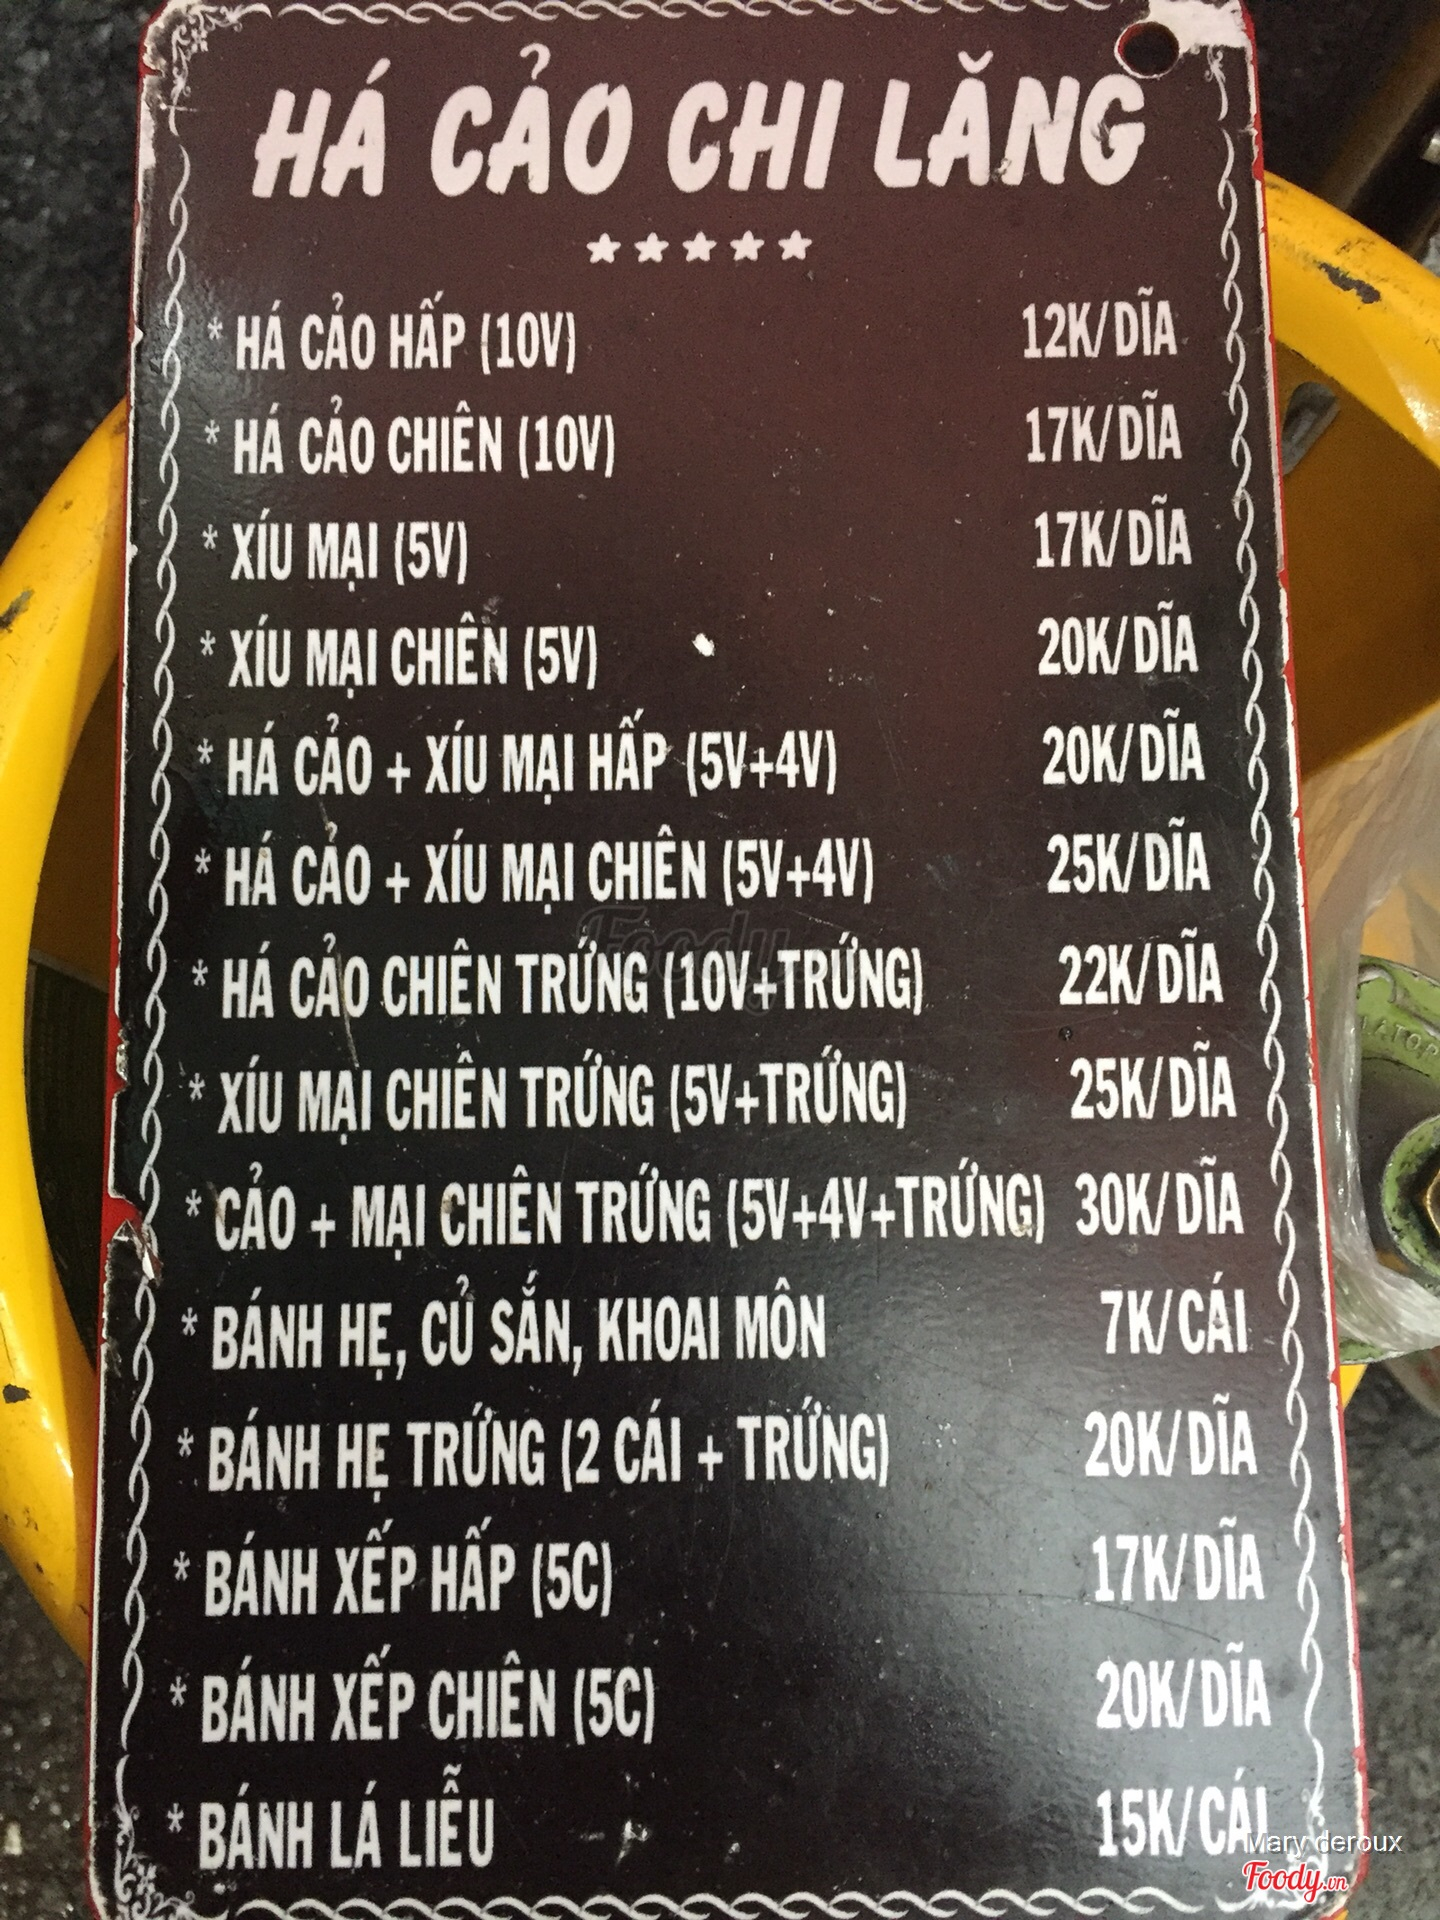 HÁ CẢO CHI LĂNG
* HÁ CẢO HẤP (10V) 12K/DĨA
* HÁ CẢO CHIÊN (10V) 17K/DĨA
* XÍU MẠI (5V) 17K/DĨA
* XÍU MẠI CHIÊN (5V) 20K/DĨA
* HÁ CẢO + XÍU MẠI HẤP (5V+4V) 20K/DĨA
* HÁ CẢO + XÍU MẠI CHIÊN (5V+4V) 25K/DĨA
* HÁ CẢO CHIÊN TRỨNG (10V+TRỨNG) 22K/DĨA
* XÍU MẠI CHIÊN TRỨNG (5V+TRỨNG) 25K/DĨA
* CẢO + MẠI CHIÊN TRỨNG (5V+4V+TRỨNG) 30K/DĨA
* BÁNH HẸ, CỦ SẮN, KHOAI MÔN 7K/CÁI
* BÁNH HẸ TRỨNG (2 CÁI + TRỨNG) 20K/DĨA
* BÁNH XẾP HẤP (5C) 17K/DĨA
* BÁNH XẾP CHIÊN (5C) 20K/DĨA
* BÁNH LÁ LIỄU 15K/CÁI
Mary deroux
Foody.vn